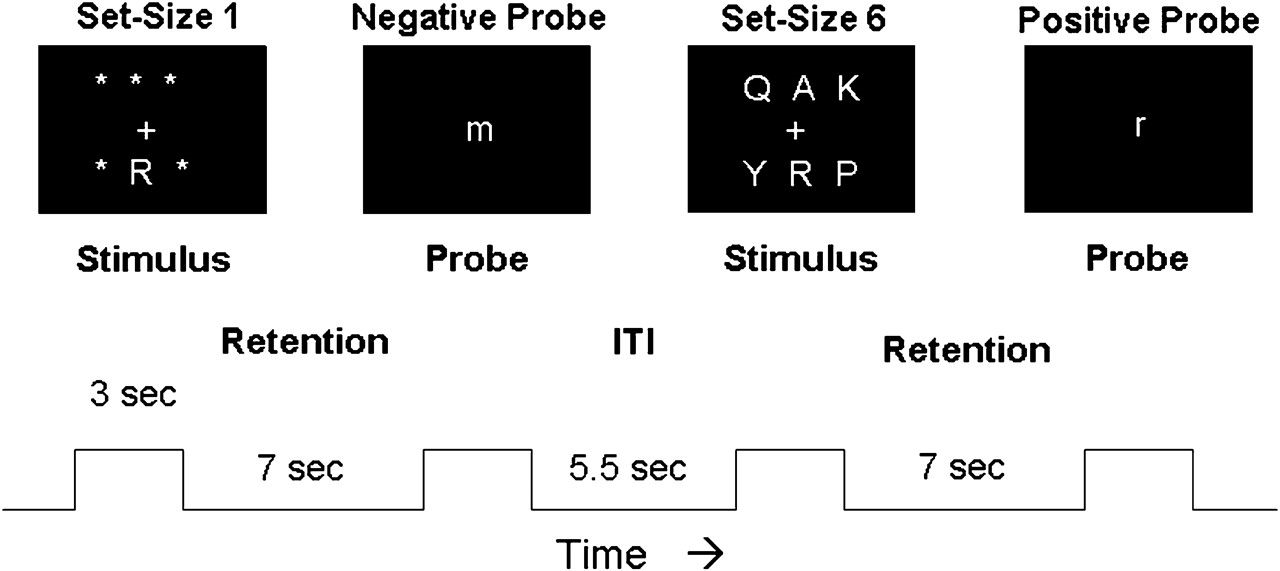 Set-Size 1 Negative Probe Set-Size 6 Positive Probe
* * *
+
* R *
m
Q A K
+
Y R P
r
Stimulus Probe Stimulus Probe
Retention ITI Retention
3 sec
7 sec 5.5 sec 7 sec
Time →